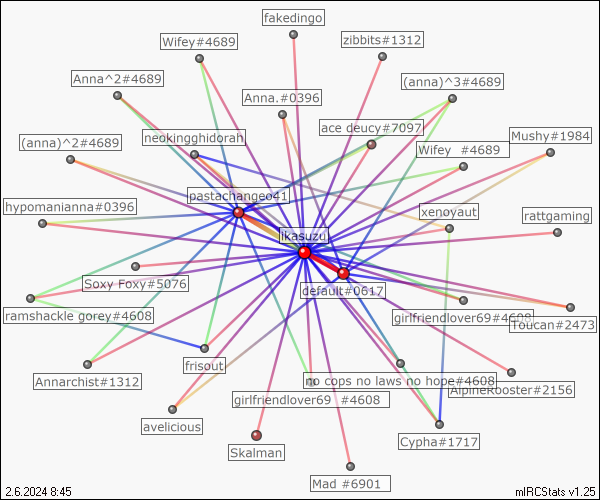 fakedingo
Wifey#4689
zibbits#1312
Anna^2#4689
(anna)^3#4689
Anna.#0396
ace deucy#7097
(anna)^2#4689
neokingghidorah
Mushy#1984
Wifey #4689
pastachangeo41
hypomanianna#0396
xenoyaut
rattgaming
ikasuzu
Soxy Foxy#5076
default#0617
ramshackle gorey#4608
girlfriendlover69#4608
Toucan#2473
frisout
Annarchist#1312
no cops no laws no hope#4608
AlpineRooster#2156
girlfriendlover69 #4608
avelicious
Cypha#1717
Skalman
Mad #6901
2.6.2024 8:45
mIRCStats v1.25